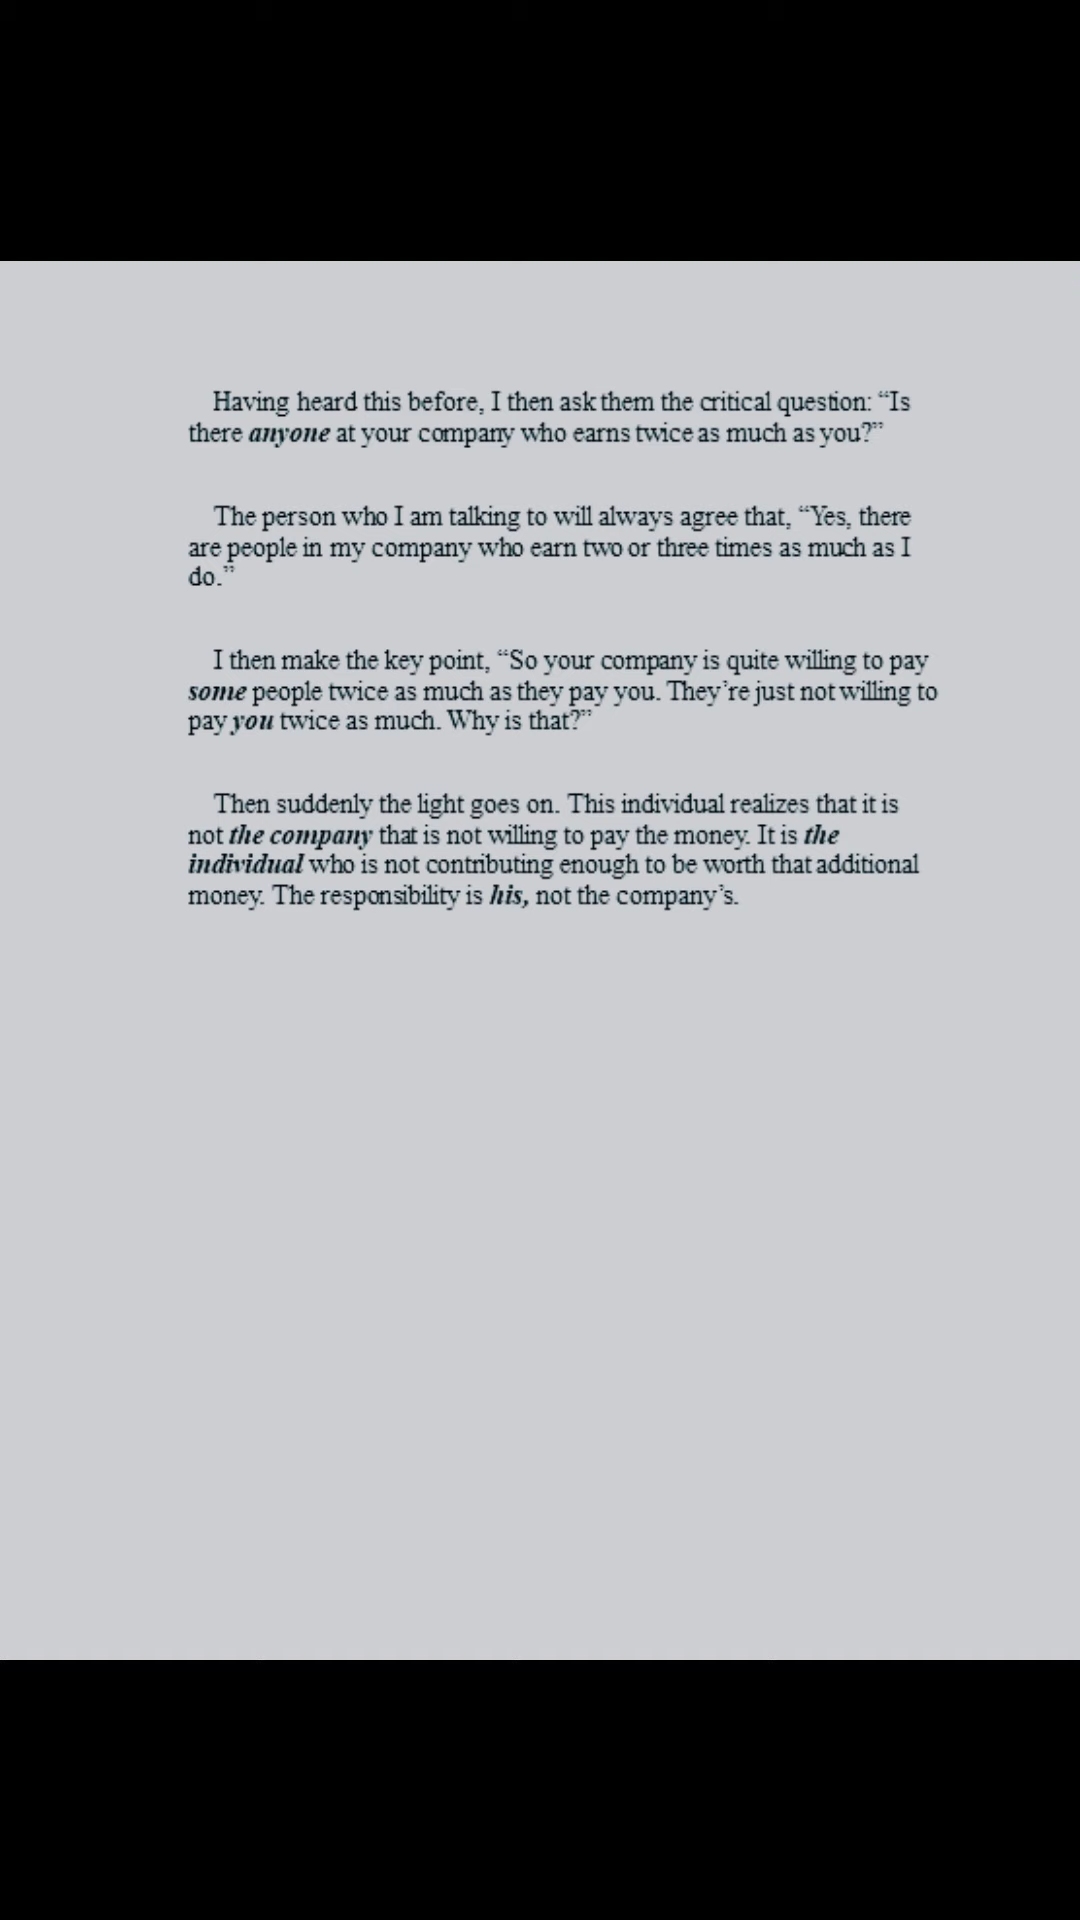 Having heard this before, I then ask them the critical question: “Is
there anyone at your company who earns twice as much as you?”
The person who I am talking to will always agree that, “Yes, there
are people in my company who earn two or three times as much as I
do.”
I then make the key point, “So your company is quite willing to pay
some people twice as much as they pay you. They’re just not willing to
pay you twice as much. Why is that?”
Then suddenly the light goes on. This individual realizes that it is
not the company that is not willing to pay the money. It is the
individual who is not contributing enough to be worth that additional
money. The responsibility is his, not the company’s.